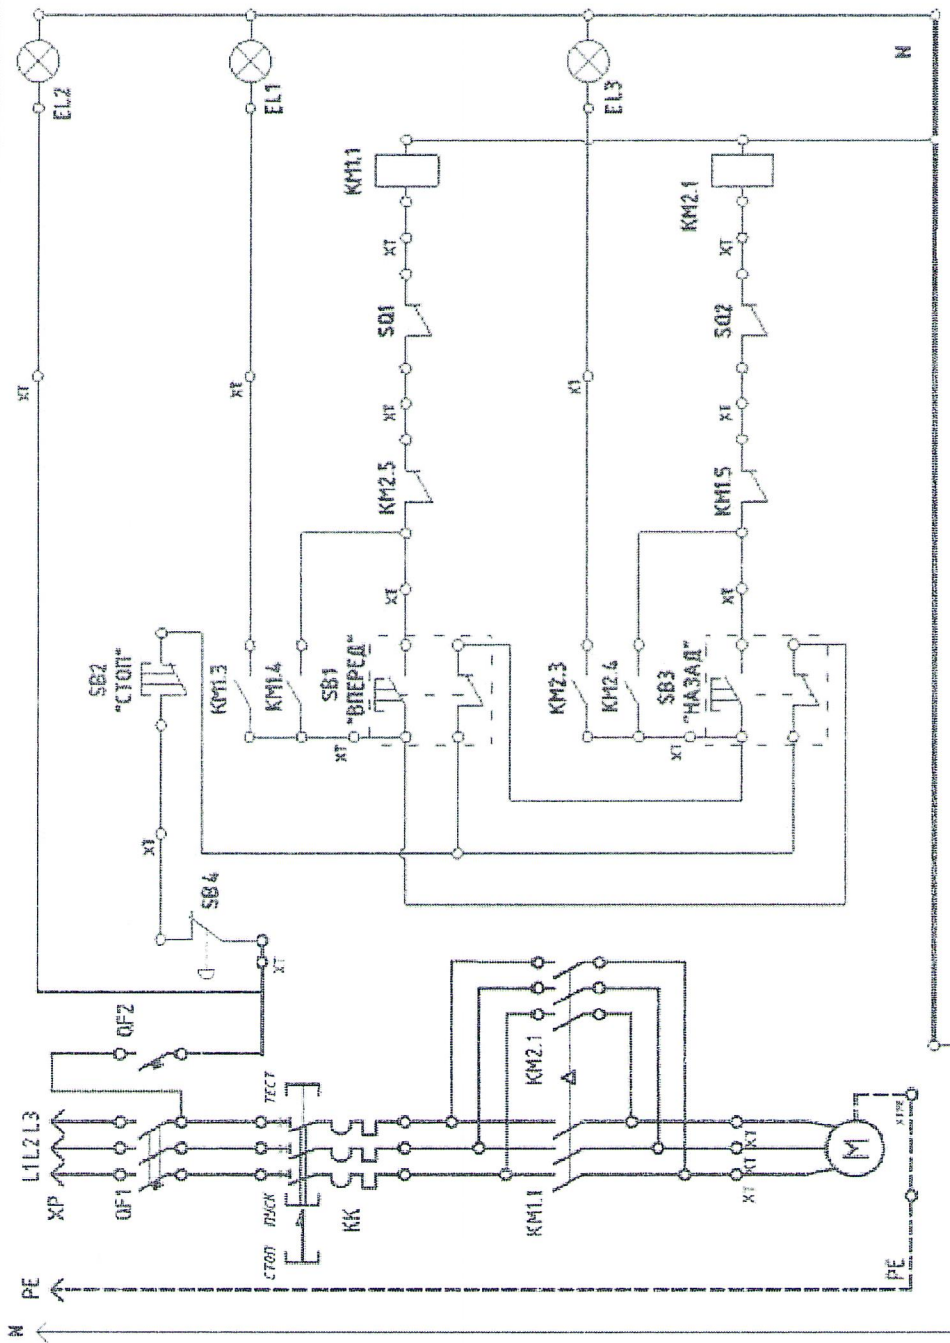 N
PE
XP
L1 L2 L3
QF1
QF2
СТОП
ПУСК
ТЕСТ
KK
KM1.1
KM2.1
XT
XT
XT
M
PE
XT
SB4
XT
SB2
"СТОП"
XT
EL2
KM1.3
XT
EL1
KM1.4
XT
SB1
"ВПЕРЕД"
XT
KM2.5
XT
SQ1
XT
KM1.1
KM2.3
XT
EL3
KM2.4
XT
SB3
"НАЗАД"
XT
KM1.5
XT
SQ2
XT
KM2.1
N